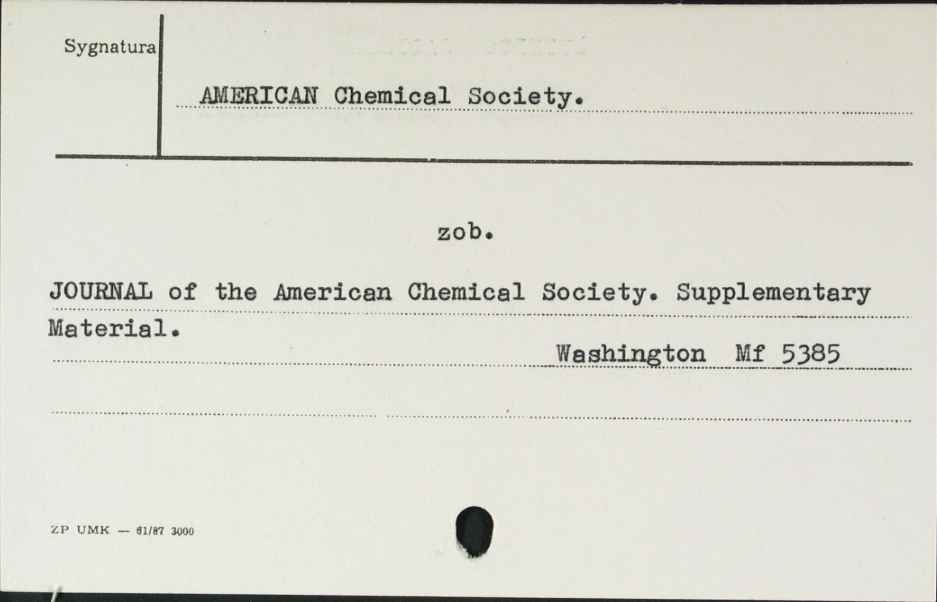 Sygnatura
AMERICAN Chemical Society.
zob.
JOURNAL of the American Chemical Society. Supplementary
Material.
Washington Mf 5385
ZP UMK — 61/87 3000